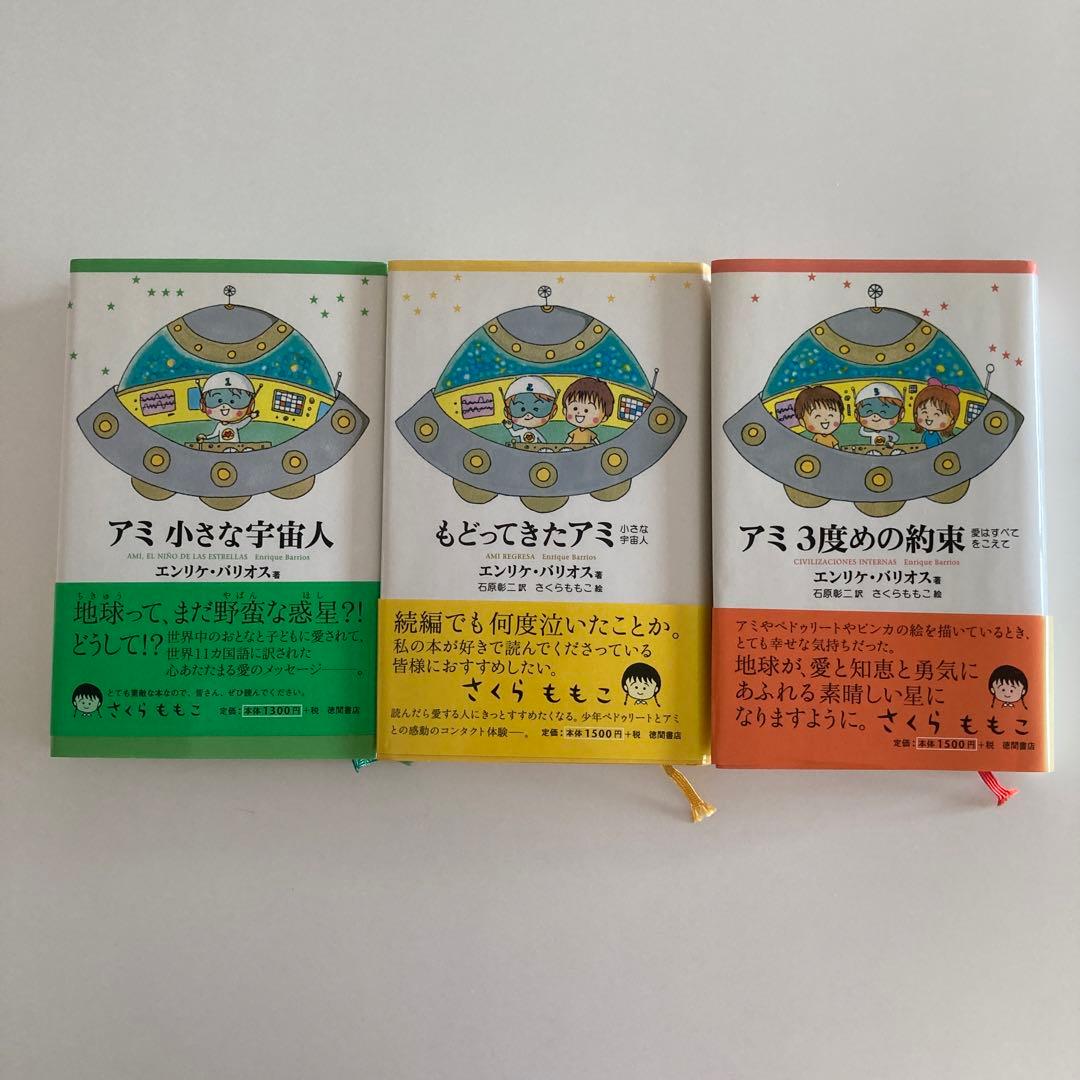 1
アミ 小さな宇宙人
AMI, EL NIÑO DE LAS ESTRELLAS Enrique Barrios
エンリケ・バリオス 著
ちきゅう やばん ほし
地球って、まだ野蛮な惑星?!
どうして!?
世界中のおとなと子どもに愛されて、
世界11カ国語に訳された
心あたたまる愛のメッセージ――。
とても素敵な本なので、皆さん、ぜひ読んでください。
さくら ももこ
定価:本体1300円+税 徳間書店
2
もどってきたアミ 小さな
宇宙人
AMI REGRESA Enrique Barrios
エンリケ・バリオス 著
石原彰二 訳 さくらももこ 絵
続編でも何度泣いたことか。
私の本が好きで読んでくださっている
皆様におすすめしたい。
さくら ももこ
読んだら愛する人にきっとすすめたくなる。少年ペドゥリートとアミ
との感動のコンタクト体験―。 定価:本体1500円+税 徳間書店
3
アミ 3度めの約束 愛はすべて
をこえて
CIVILIZACIONES INTERNAS Enrique Barrios
エンリケ・バリオス 著
石原彰二 訳 さくらももこ 絵
アミやペドゥリートやビンカの絵を描いているとき、
とても幸せな気持ちだった。
地球が、愛と知恵と勇気に
あふれる素晴しい星に
なりますように。 さくら ももこ
定価:本体1500円+税 徳間書店